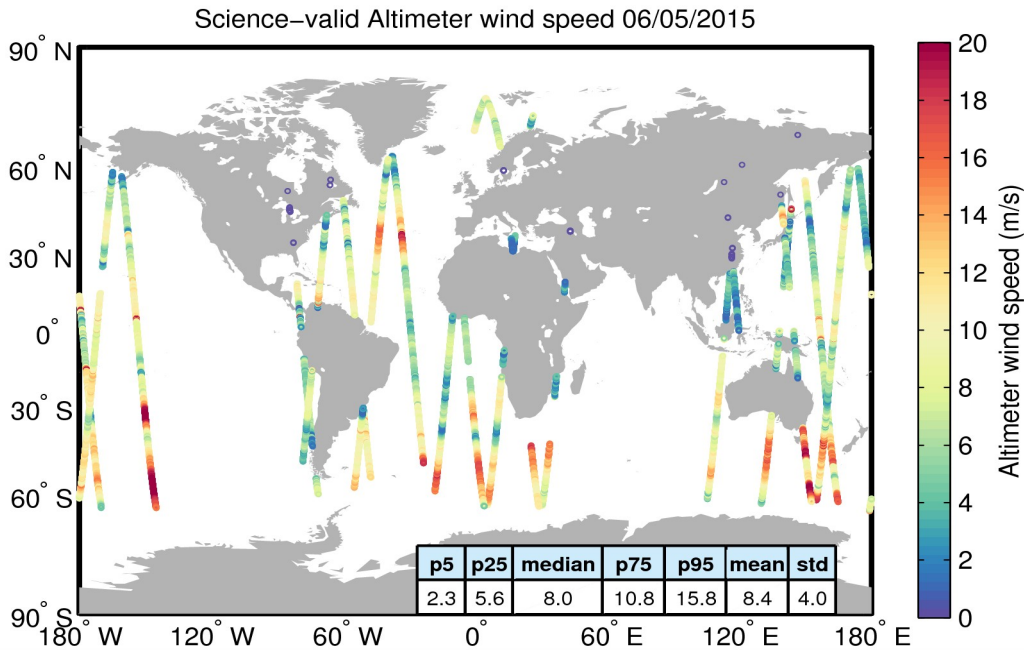 Science−valid Altimeter wind speed 06/05/2015
90° N
60° N
30° N
0°
30° S
60° S
90° S
180° W
120° W
60° W
0°
60° E
120° E
180° E
p5 p25 median p75 p95 mean std
2.3 5.6 8.0 10.8 15.8 8.4 4.0
20
18
16
14
12
10
8
6
4
2
0
Altimeter wind speed (m/s)